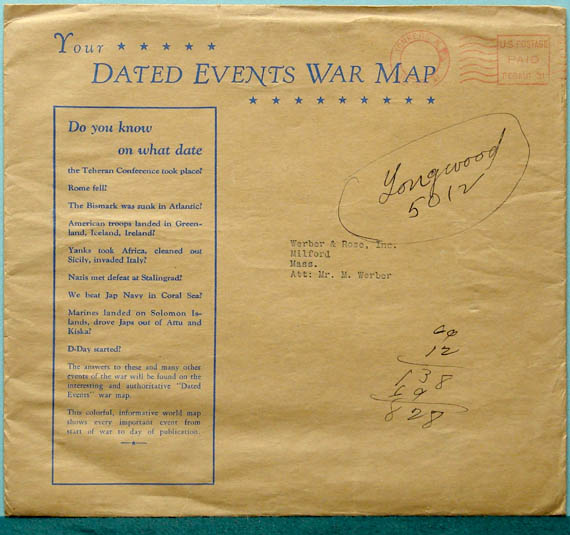 Your ★ ★ ★ ★ ★
DATED EVENTS WAR MAP
★ ★ ★ ★ ★ ★ ★ ★ ★ ★
U.S. POSTAGE
PAID
Do you know
on what date
the Teheran Conference took place?
Rome fell?
The Bismark was sunk in Atlantic?
American troops landed in Green-
land, Iceland, Ireland?
Yanks took Africa, cleaned out
Sicily, invaded Italy?
Nazis met defeat at Stalingrad?
We beat Jap Navy in Coral Sea?
Marines landed on Solomon Is-
lands, drove Japs out of Attu and
Kiska?
D-Day started?
The answers to these and many other
events of the war will be found on the
interesting and authoritative "Dated
Events" war map.
This colorful, informative world map
shows every important event from
start of war to day of publication.
Longwood
5012
Werber & Rose, Inc.
Milford
Mass.
Att: Mr. M. Werber
12
138
69
828